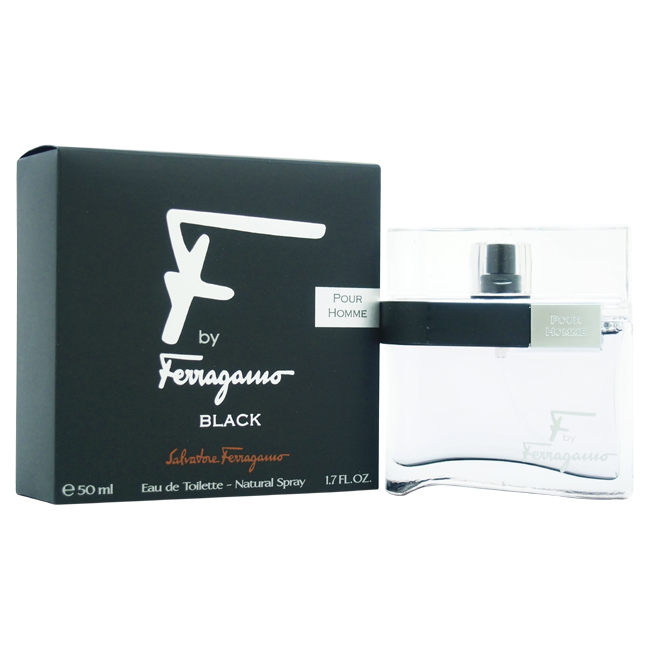 F
by
Ferragamo
BLACK
Salvatore Ferragamo
℮ 50 ml Eau de Toilette - Natural Spray 1.7 FL.OZ.
POUR
HOMME
POUR
HOMME
F
by
Ferragamo